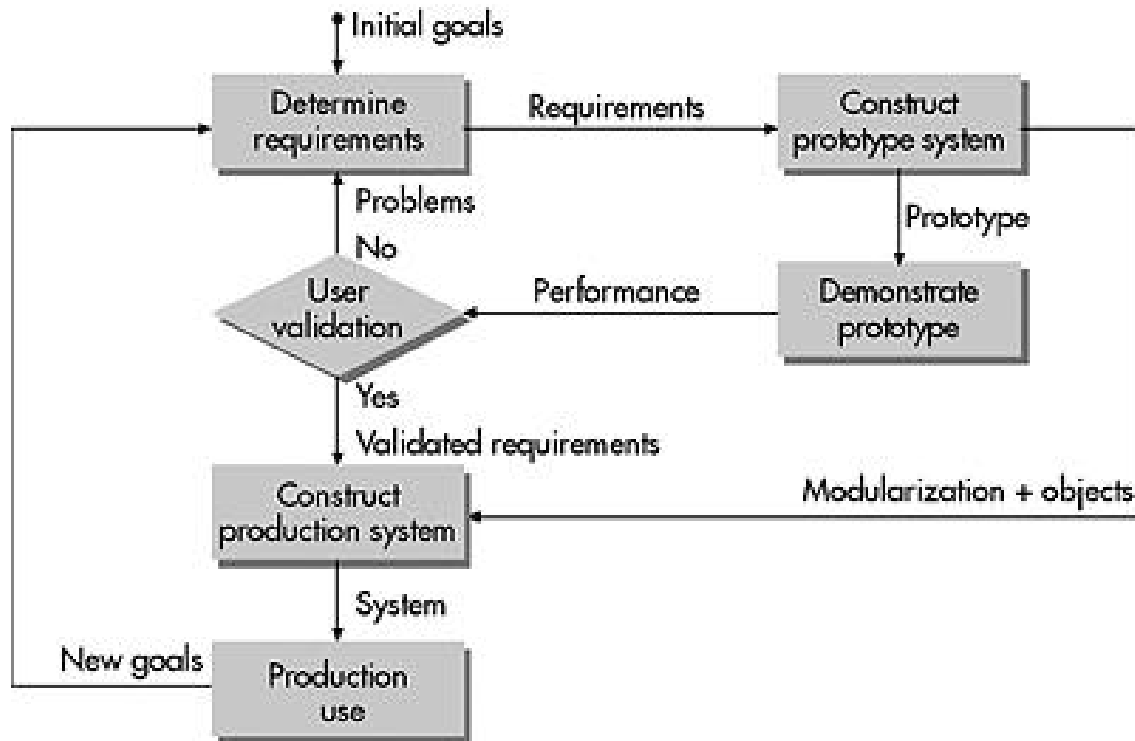 Initial goals
Determine
requirements
Requirements
Construct
prototype system
Problems
No
Prototype
User
validation
Performance
Demonstrate
prototype
Yes
Validated requirements
Construct
production system
Modularization + objects
System
New goals
Production
use